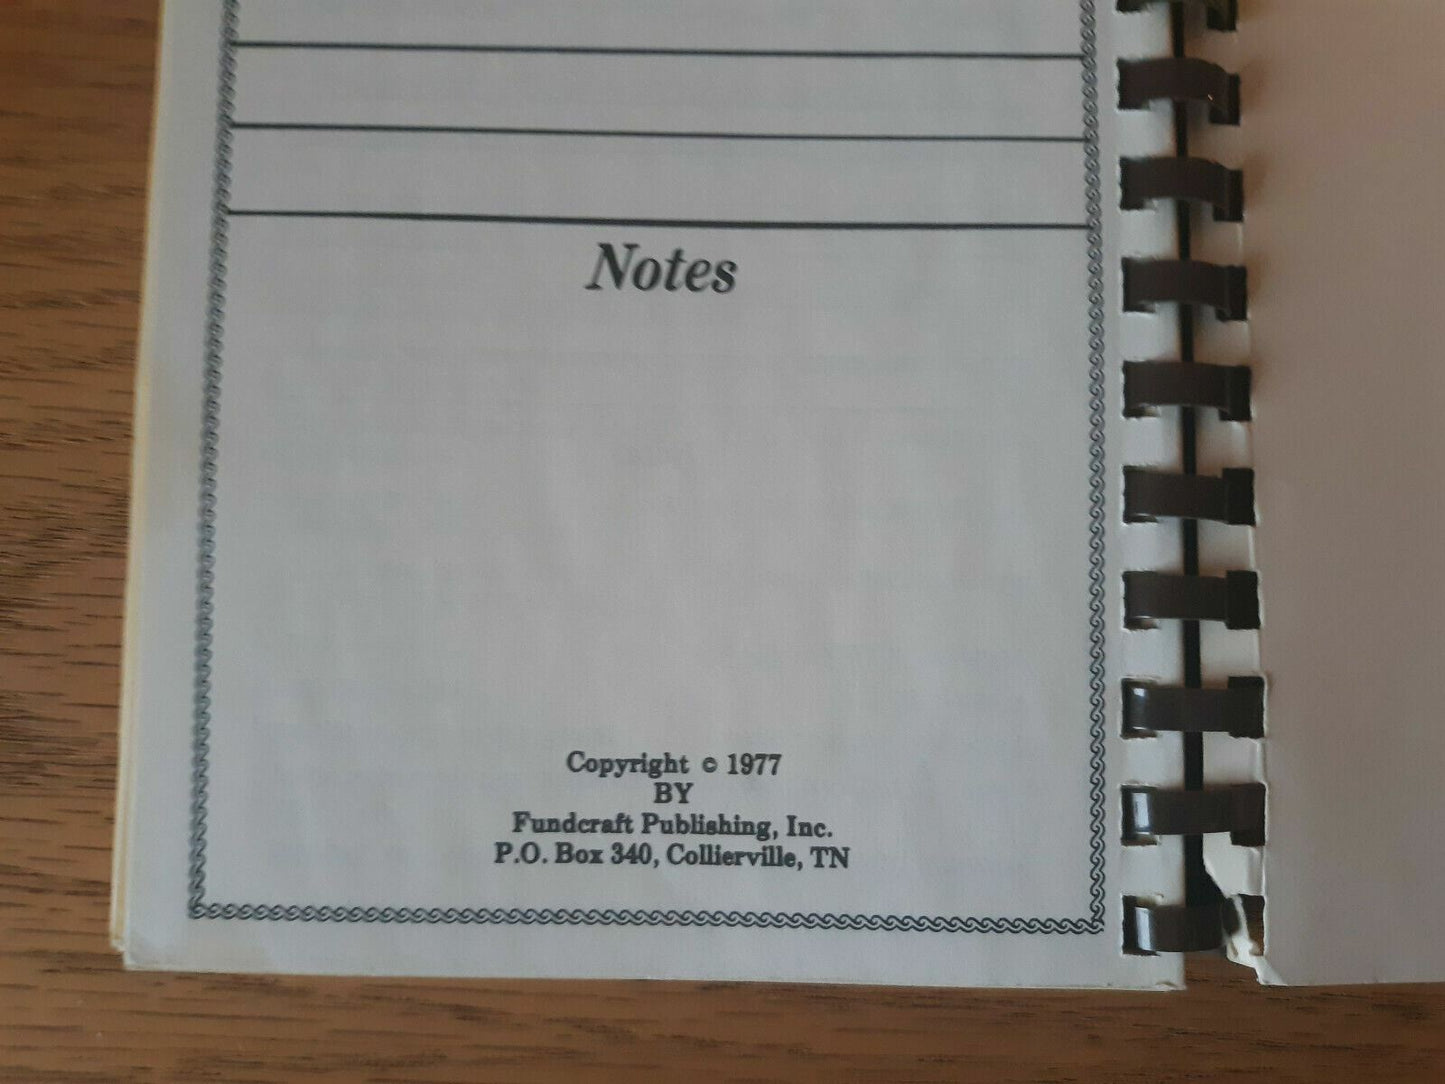 Notes
Copyright © 1977
BY
Fundcraft Publishing, Inc.
P.O. Box 340, Collierville, TN